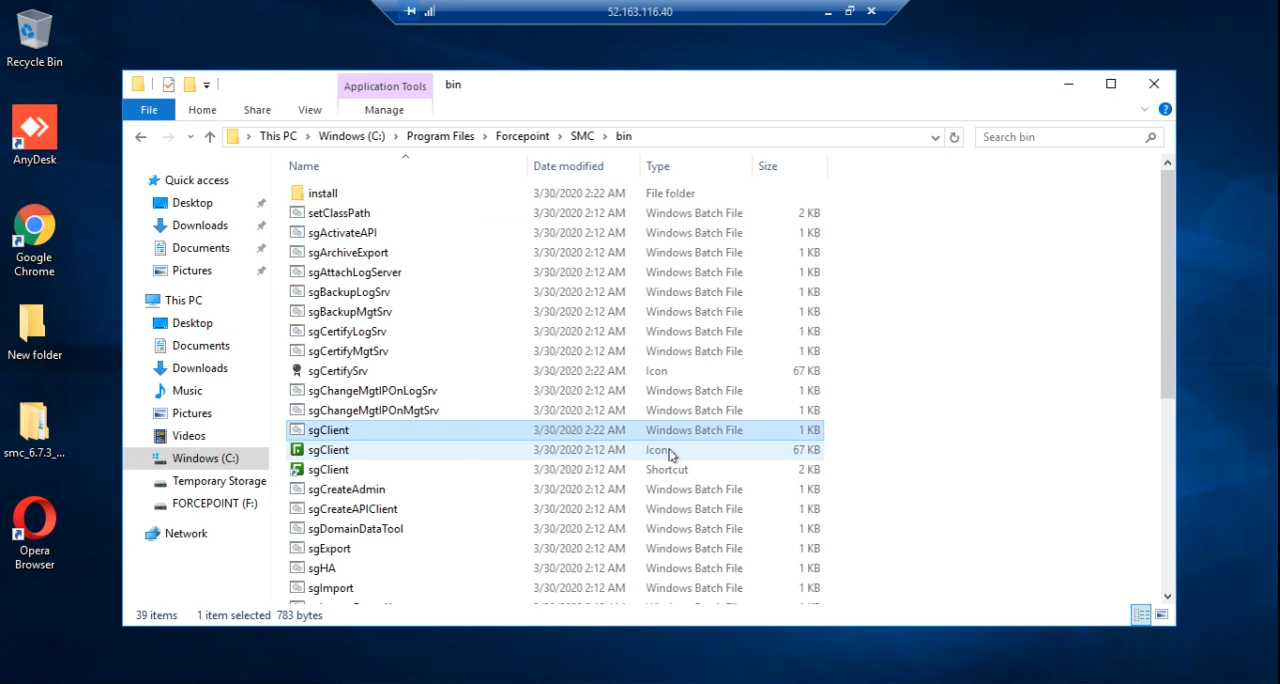 52.163.116.40
Recycle Bin
AnyDesk
Google
Chrome
New folder
smc_6.7.3_...
Opera
Browser
Application Tools
bin
File
Home
Share
View
Manage
This PC > Windows (C:) > Program Files > Forcepoint > SMC > bin
Search bin
Quick access
Desktop
Downloads
Documents
Pictures
This PC
Desktop
Documents
Downloads
Music
Pictures
Videos
Windows (C:)
Temporary Storage
FORCEPOINT (F:)
Network
Name Date modified Type Size
install 3/30/2020 2:22 AM File folder
setClassPath 3/30/2020 2:12 AM Windows Batch File 2 KB
sgActivateAPI 3/30/2020 2:12 AM Windows Batch File 1 KB
sgArchiveExport 3/30/2020 2:12 AM Windows Batch File 1 KB
sgAttachLogServer 3/30/2020 2:12 AM Windows Batch File 1 KB
sgBackupLogSrv 3/30/2020 2:12 AM Windows Batch File 1 KB
sgBackupMgtSrv 3/30/2020 2:12 AM Windows Batch File 1 KB
sgCertifyLogSrv 3/30/2020 2:12 AM Windows Batch File 1 KB
sgCertifyMgtSrv 3/30/2020 2:12 AM Windows Batch File 1 KB
sgCertifySrv 3/30/2020 2:22 AM Icon 67 KB
sgChangeMgtIPOnLogSrv 3/30/2020 2:12 AM Windows Batch File 1 KB
sgChangeMgtIPOnMgtSrv 3/30/2020 2:12 AM Windows Batch File 1 KB
sgClient 3/30/2020 2:22 AM Windows Batch File 1 KB
sgClient 3/30/2020 2:12 AM Icon 67 KB
sgClient 3/30/2020 2:12 AM Shortcut 2 KB
sgCreateAdmin 3/30/2020 2:12 AM Windows Batch File 1 KB
sgCreateAPIClient 3/30/2020 2:12 AM Windows Batch File 1 KB
sgDomainDataTool 3/30/2020 2:12 AM Windows Batch File 1 KB
sgExport 3/30/2020 2:12 AM Windows Batch File 1 KB
sgHA 3/30/2020 2:12 AM Windows Batch File 1 KB
sgImport 3/30/2020 2:12 AM Windows Batch File 1 KB
39 items 1 item selected 783 bytes